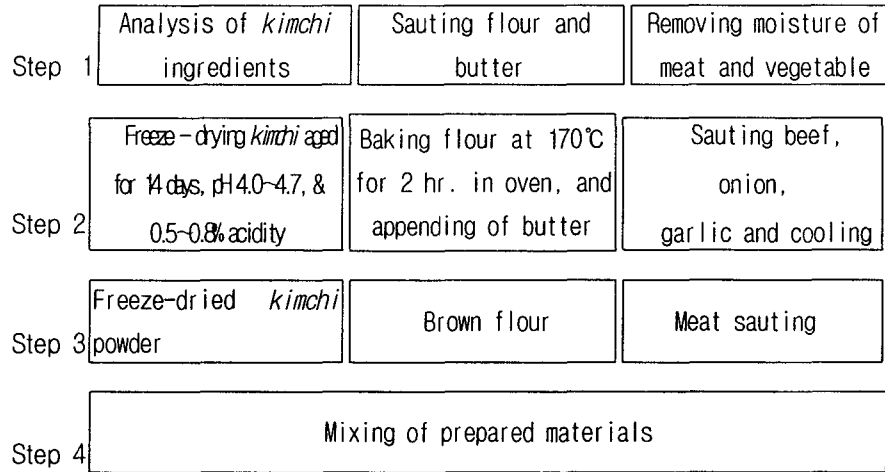 Step 1
Analysis of kimchi
ingredients
Sauting flour and
butter
Removing moisture of
meat and vegetable
Step 2
Freeze-drying kimchi aged
for 14 days, pH 4.0~4.7, &
0.5~0.8% acidity
Baking flour at 170℃
for 2 hr. in oven, and
appending of butter
Sauting beef,
onion,
garlic and cooling
Step 3
Freeze-dried kimchi
powder
Brown flour
Meat sauting
Step 4
Mixing of prepared materials